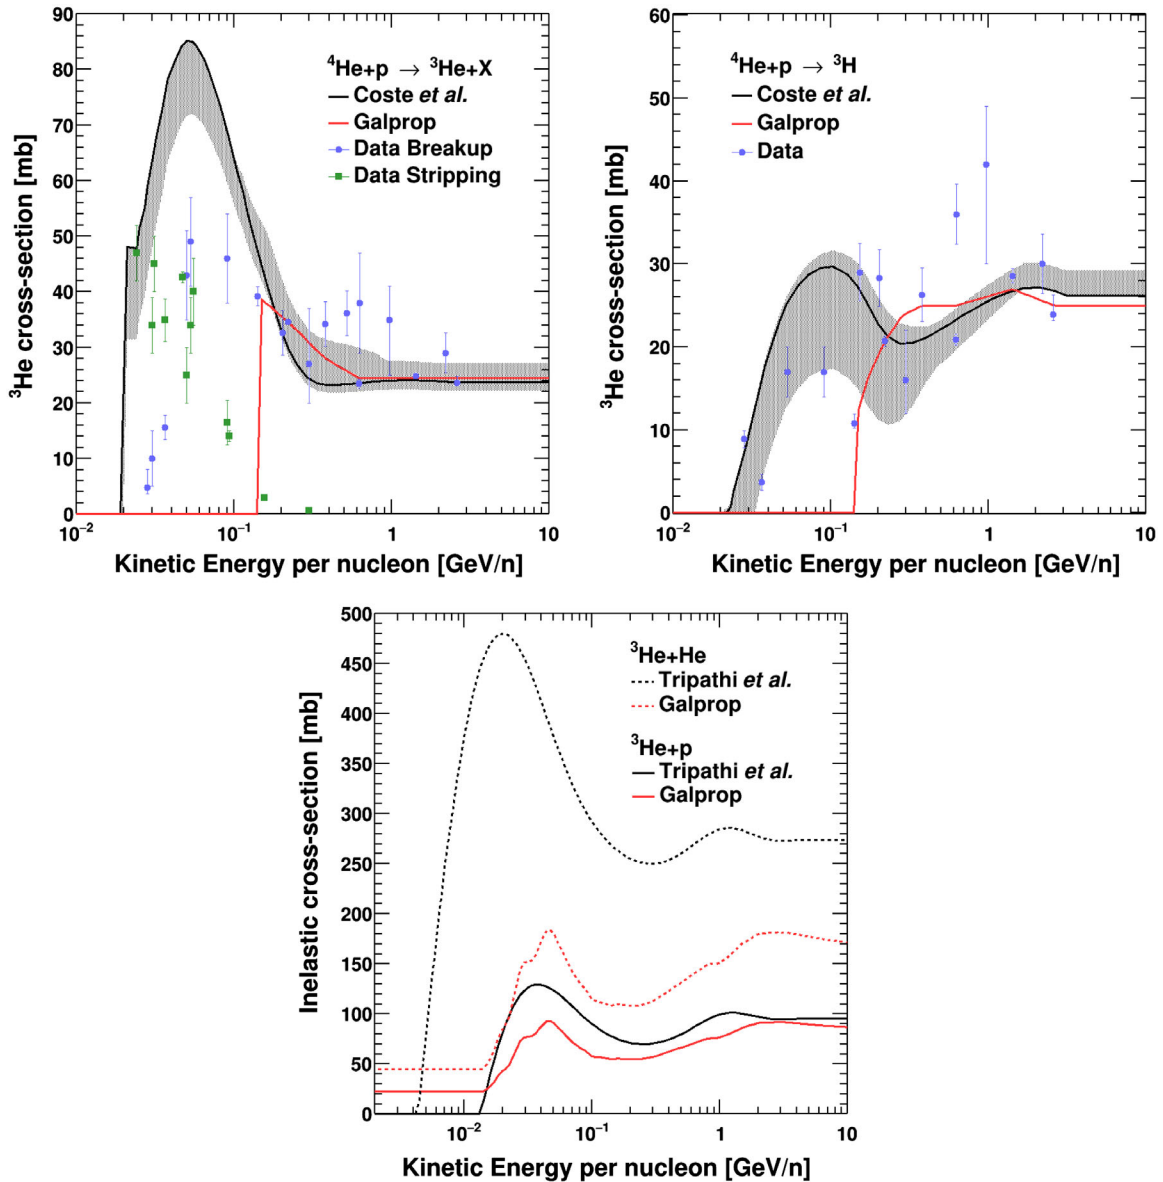 ³He cross-section [mb]
90
80
70
60
50
40
30
20
10
0
⁴He+p → ³He+X
Coste et al.
Galprop
Data Breakup
Data Stripping
10⁻²
10⁻¹
1
10
Kinetic Energy per nucleon [GeV/n]
³He cross-section [mb]
60
50
40
30
20
10
0
⁴He+p → ³H
Coste et al.
Galprop
Data
10⁻²
10⁻¹
1
10
Kinetic Energy per nucleon [GeV/n]
Inelastic cross-section [mb]
500
450
400
350
300
250
200
150
100
50
0
³He+He
Tripathi et al.
Galprop
³He+p
Tripathi et al.
Galprop
10⁻²
10⁻¹
1
10
Kinetic Energy per nucleon [GeV/n]